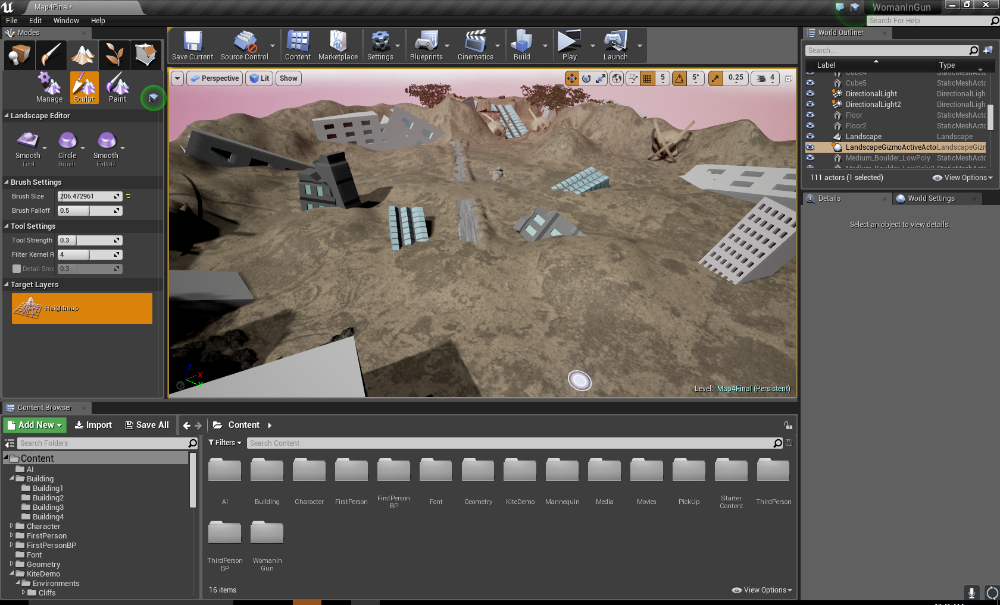 Map4Final*
WomanInGun
File Edit Window Help
Search For Help
Modes
World Outliner
Save Current Source Control Content Marketplace Settings Blueprints Cinematics Build Play Launch
Search...
Label Type
Perspective Lit Show
5 5° 0.25 4
Manage Sculpt Paint
Landscape Editor
Smooth Circle Smooth
Tool Brush Falloff
Brush Settings
Brush Size 206.472961
Brush Falloff 0.5
Tool Settings
Tool Strength 0.3
Filter Kernel R 4
Detail Smo 0.3
Target Layers
Heightmap
Cube4 StaticMeshActo
Cube5 StaticMeshActo
DirectionalLight DirectionalLigh
DirectionalLight2 DirectionalLigh
Floor StaticMeshActo
Floor2 StaticMeshActo
Landscape Landscape
LandscapeGizmoActiveActo LandscapeGizm
Medium_Boulder_LowPoly StaticMeshActo
Medium_Boulder_LowPoly2 StaticMeshActo
111 actors (1 selected) View Options
Details World Settings
Select an object to view details.
Z
X
Y
Level: Map4Final (Persistent)
Content Browser
Add New Import Save All Content
Search Folders
Filters Search Content
Content
AI
Building
Building1
Building2
Building3
Building4
Character
FirstPerson
FirstPersonBP
Font
Geometry
KiteDemo
Environments
Cliffs
AI
Building
Character
FirstPerson
FirstPerson
BP
Font
Geometry
KiteDemo
Mannequin
Media
Movies
PickUp
Starter
Content
ThirdPerson
ThirdPerson
BP
WomanIn
Gun
16 items View Options